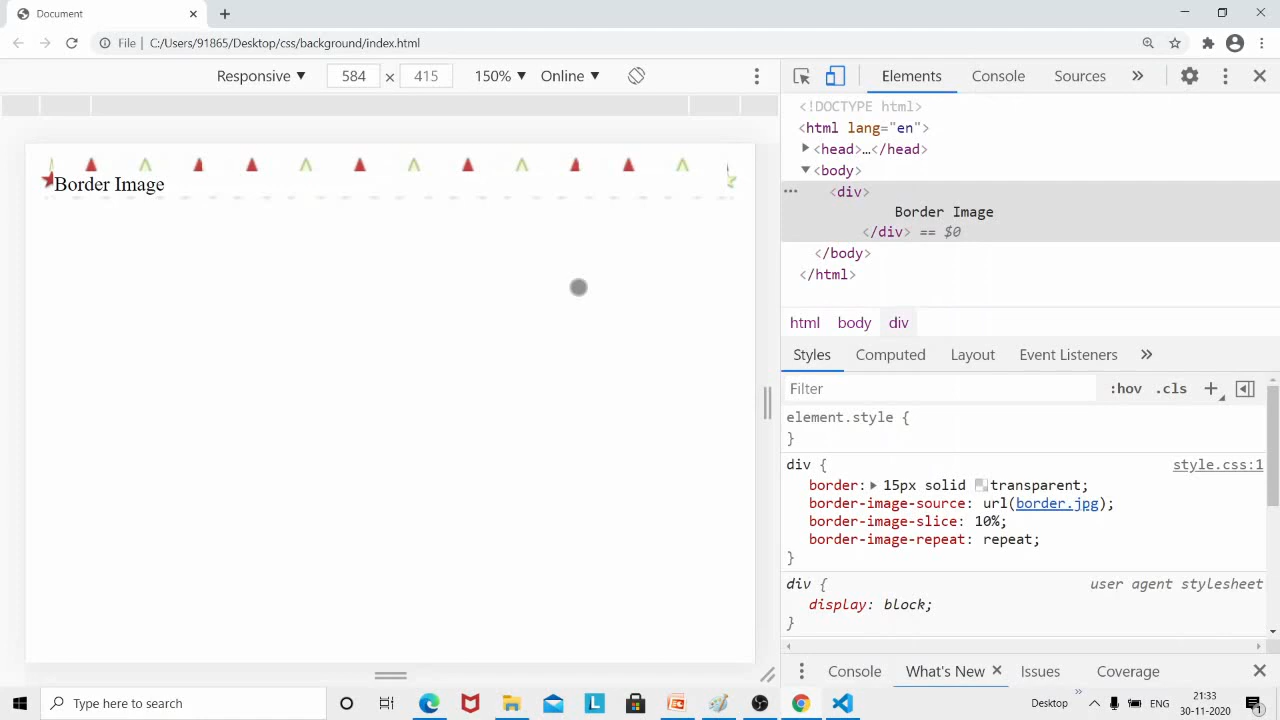 Document
File | C:/Users/91865/Desktop/css/background/index.html
Responsive 584 × 415 150% Online
Elements Console Sources
<!DOCTYPE html>
<html lang="en">
<head>…</head>
<body>
<div>
Border Image
</div> == $0
</body>
</html>
Border Image
html body div
Styles Computed Layout Event Listeners
Filter :hov .cls
element.style {
}
div { style.css:1
border: 15px solid transparent;
border-image-source: url(border.jpg);
border-image-slice: 10%;
border-image-repeat: repeat;
}
div { user agent stylesheet
display: block;
}
Console What's New Issues Coverage
Type here to search
Desktop ENG
21:33
30-11-2020
1